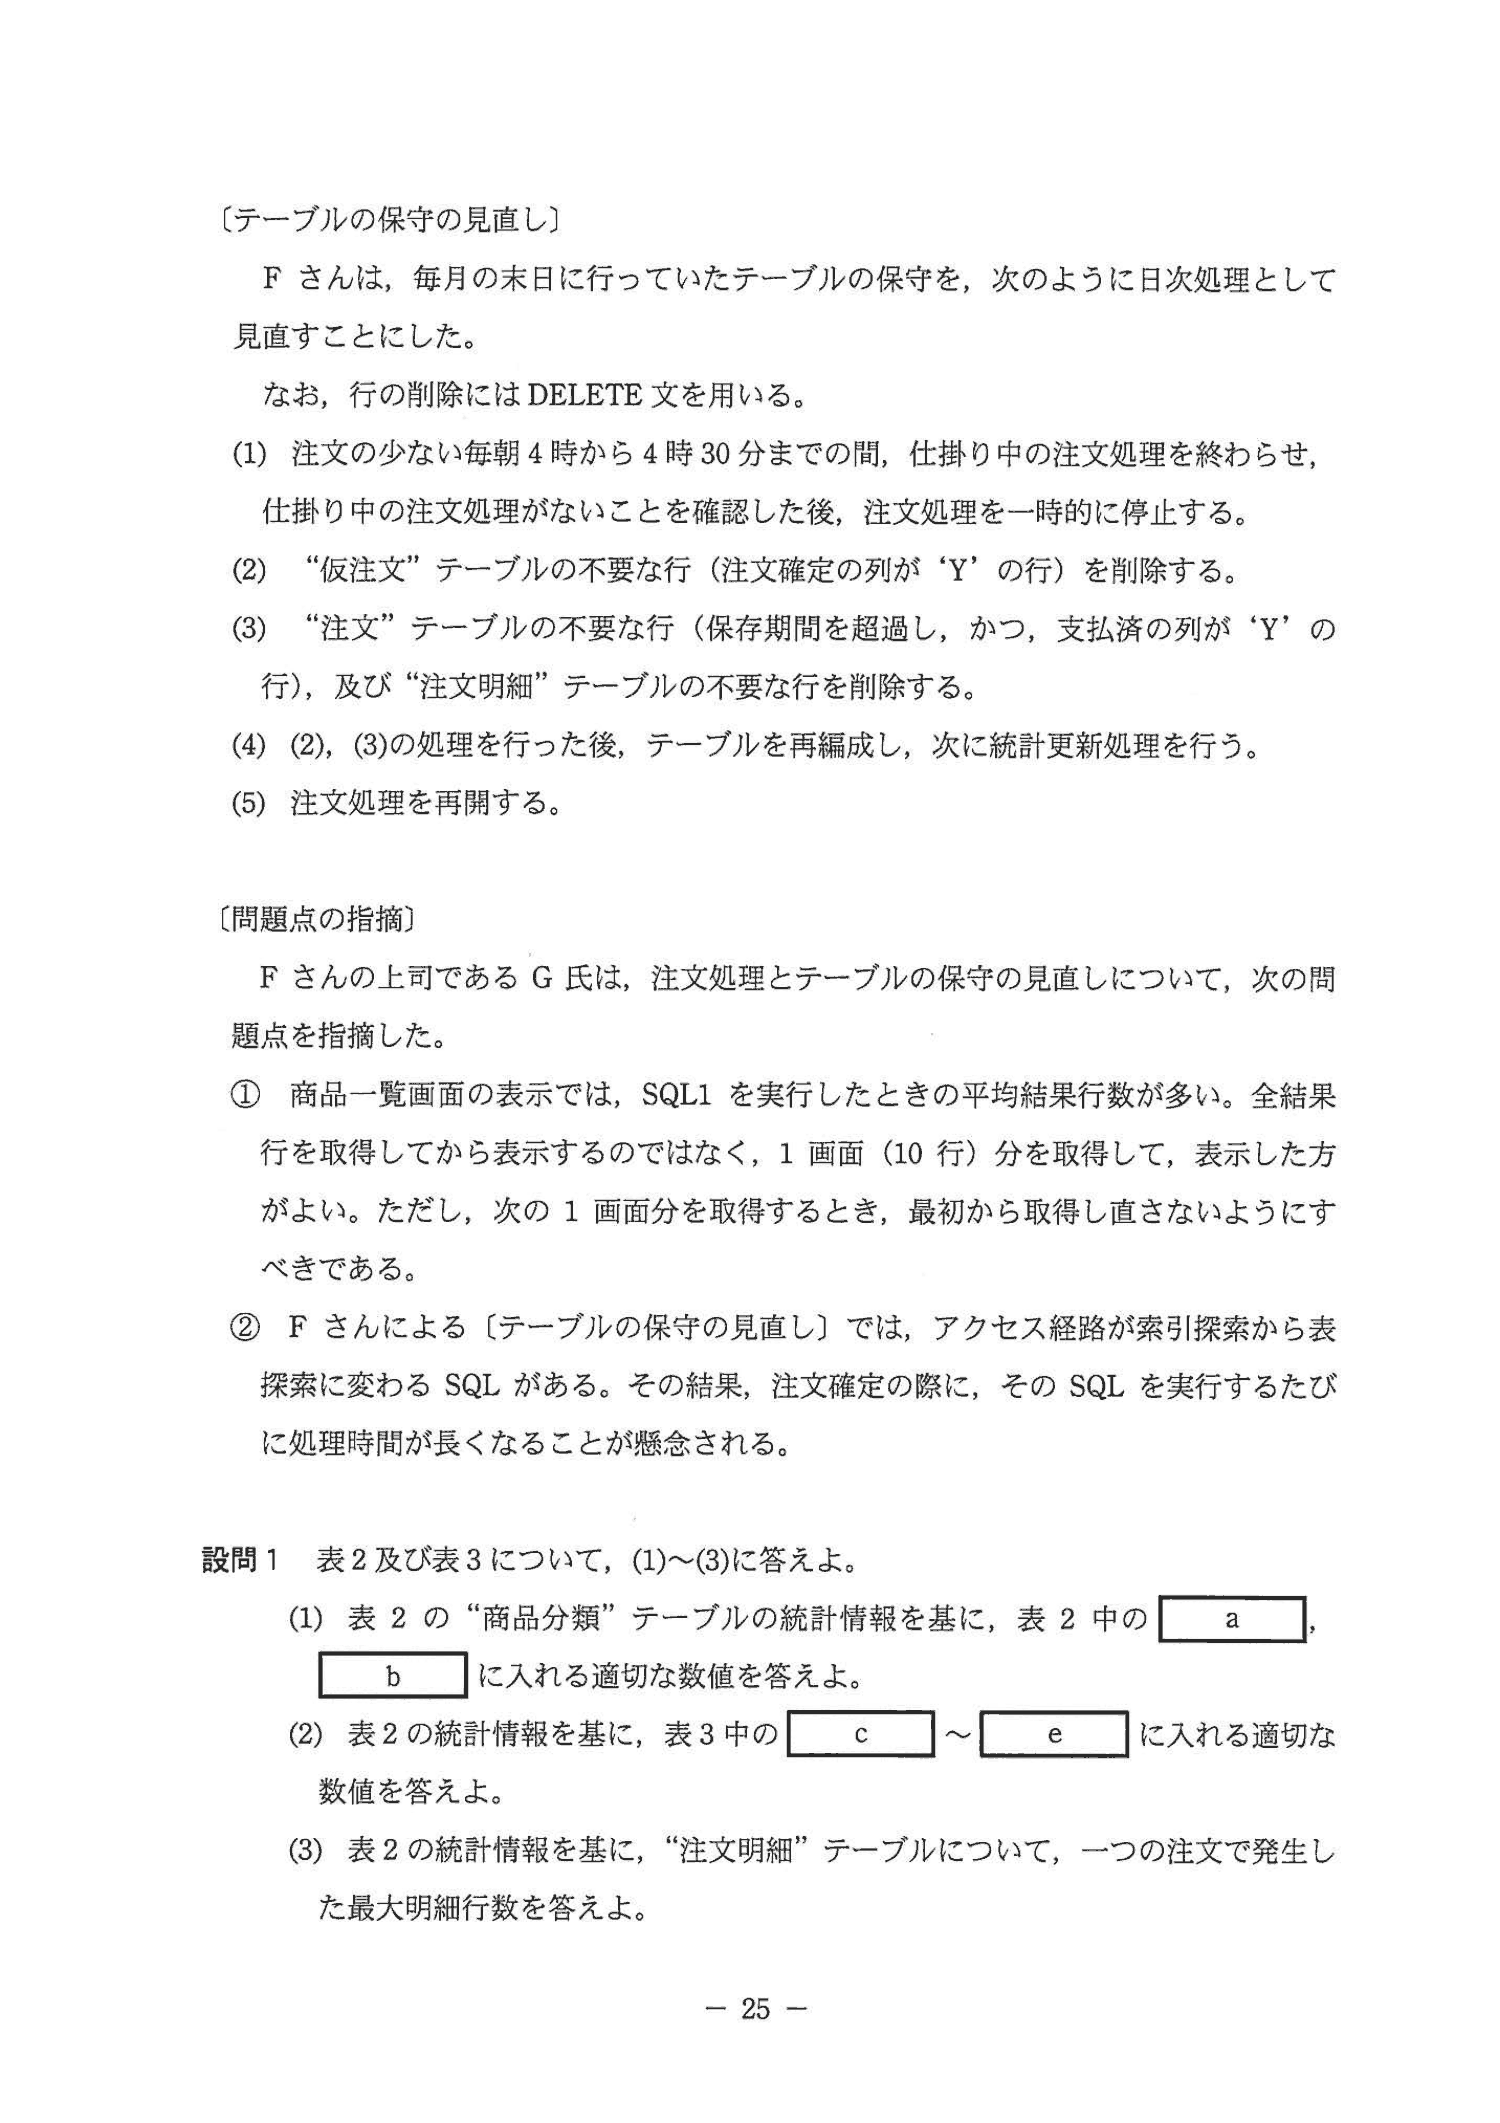 〔テーブルの保守の見直し〕
F さんは，毎月の末日に行っていたテーブルの保守を，次のように日次処理として
見直すことにした。
なお，行の削除には DELETE 文を用いる。
(1) 注文の少ない毎朝 4 時から 4 時 30 分までの間，仕掛り中の注文処理を終わらせ，
仕掛り中の注文処理がないことを確認した後，注文処理を一時的に停止する。
(2) “仮注文” テーブルの不要な行（注文確定の列が‘Y’の行）を削除する。
(3) “注文” テーブルの不要な行（保存期間を超過し，かつ，支払済の列が‘Y’の
行），及び “注文明細” テーブルの不要な行を削除する。
(4) (2)，(3)の処理を行った後，テーブルを再編成し，次に統計更新処理を行う。
(5) 注文処理を再開する。
〔問題点の指摘〕
F さんの上司である G 氏は，注文処理とテーブルの保守の見直しについて，次の問
題点を指摘した。
① 商品一覧画面の表示では，SQL1 を実行したときの平均結果行数が多い。全結果
行を取得してから表示するのではなく，1 画面（10 行）分を取得して，表示した方
がよい。ただし，次の 1 画面分を取得するとき，最初から取得し直さないようにす
べきである。
② F さんによる〔テーブルの保守の見直し〕では，アクセス経路が索引探索から表
探索に変わる SQL がある。その結果，注文確定の際に，その SQL を実行するたび
に処理時間が長くなることが懸念される。
設問 1 表 2 及び表 3 について，(1)～(3)に答えよ。
(1) 表 2 の “商品分類” テーブルの統計情報を基に，表 2 中の a ，
b に入れる適切な数値を答えよ。
(2) 表 2 の統計情報を基に，表 3 中の c ～ e に入れる適切な
数値を答えよ。
(3) 表 2 の統計情報を基に，“注文明細” テーブルについて，一つの注文で発生し
た最大明細行数を答えよ。
－ 25 －